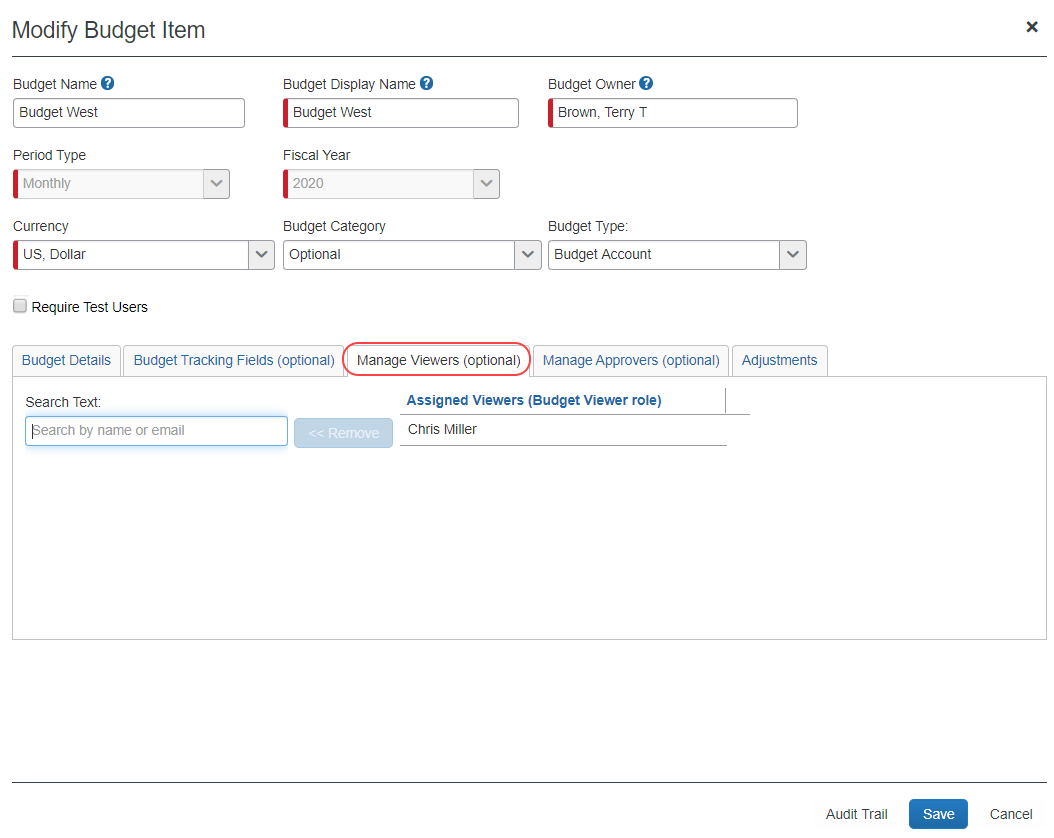 Modify Budget Item
Budget Name ?
Budget Display Name ?
Budget Owner ?
Budget West
Budget West
Brown, Terry T
Period Type
Fiscal Year
Monthly
2020
Currency
Budget Category
Budget Type:
US, Dollar
Optional
Budget Account
Require Test Users
Budget Details
Budget Tracking Fields (optional)
Manage Viewers (optional)
Manage Approvers (optional)
Adjustments
Search Text:
Assigned Viewers (Budget Viewer role)
Search by name or email
<< Remove
Chris Miller
Audit Trail
Save
Cancel